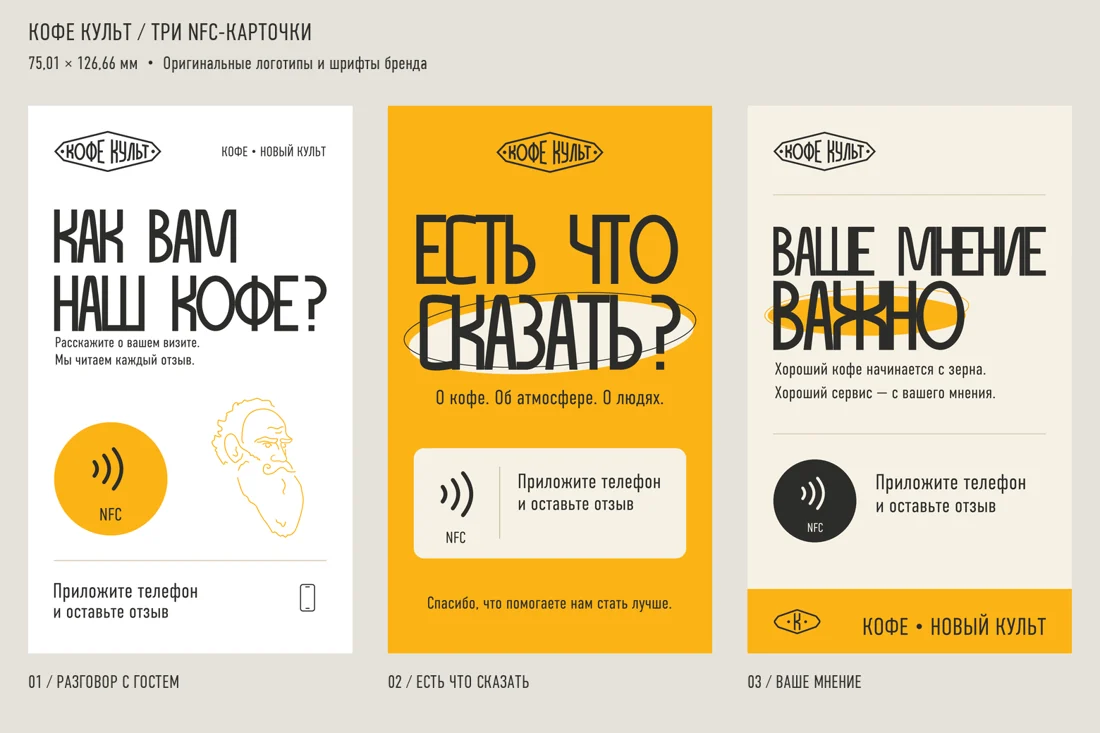 КОФЕ КУЛЬТ / ТРИ NFC-КАРТОЧКИ
75,01 × 126,66 мм • Оригинальные логотипы и шрифты бренда
КОФЕ КУЛЬТ
КОФЕ • НОВЫЙ КУЛЬТ
КАК ВАМ
НАШ КОФЕ?
Расскажите о вашем визите.
Мы читаем каждый отзыв.
NFC
Приложите телефон
и оставьте отзыв
01 / РАЗГОВОР С ГОСТЕМ
КОФЕ КУЛЬТ
ЕСТЬ ЧТО
СКАЗАТЬ?
О кофе. Об атмосфере. О людях.
NFC
Приложите телефон
и оставьте отзыв
Спасибо, что помогаете нам стать лучше.
02 / ЕСТЬ ЧТО СКАЗАТЬ
КОФЕ КУЛЬТ
ВАШЕ МНЕНИЕ
ВАЖНО
Хороший кофе начинается с зерна.
Хороший сервис — с вашего мнения.
NFC
Приложите телефон
и оставьте отзыв
К
КОФЕ • НОВЫЙ КУЛЬТ
03 / ВАШЕ МНЕНИЕ